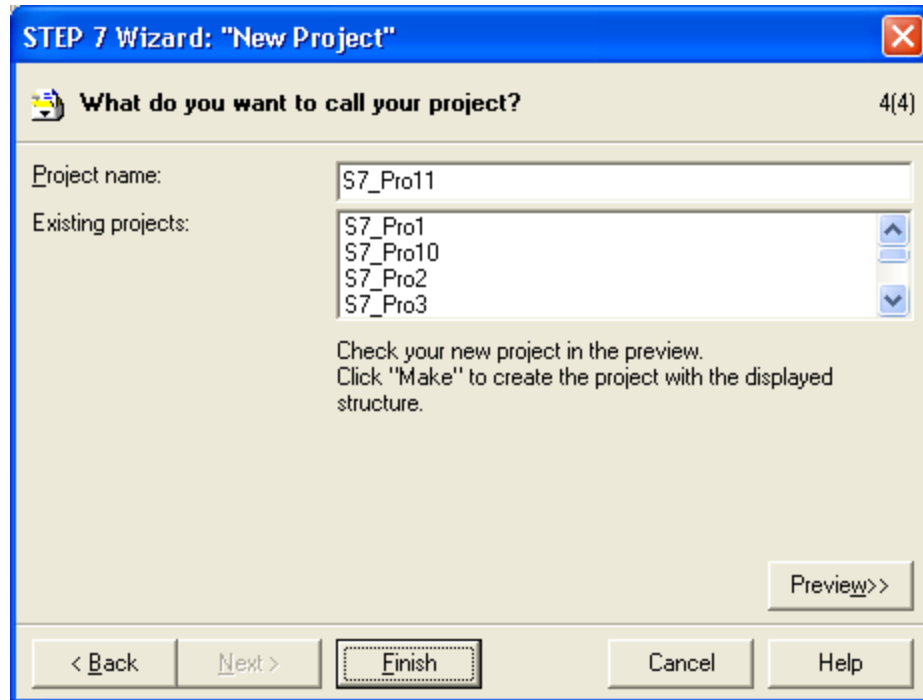 STEP 7 Wizard: "New Project"
What do you want to call your project? 4(4)
Project name: S7_Pro11
Existing projects: S7_Pro1
S7_Pro10
S7_Pro2
S7_Pro3
Check your new project in the preview.
Click "Make" to create the project with the displayed
structure.
Preview>>
< Back Next > Finish Cancel Help